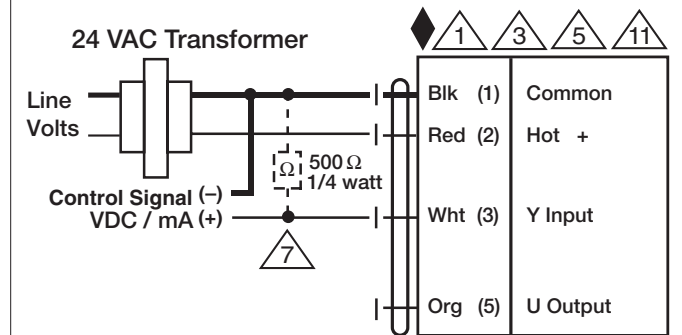 24 VAC Transformer
1 3 5 11
Line
Volts
Blk (1) Common
Red (2) Hot +
Ω 500 Ω
1/4 watt
Control Signal (–)
VDC / mA (+)
Wht (3) Y Input
7
Org (5) U Output